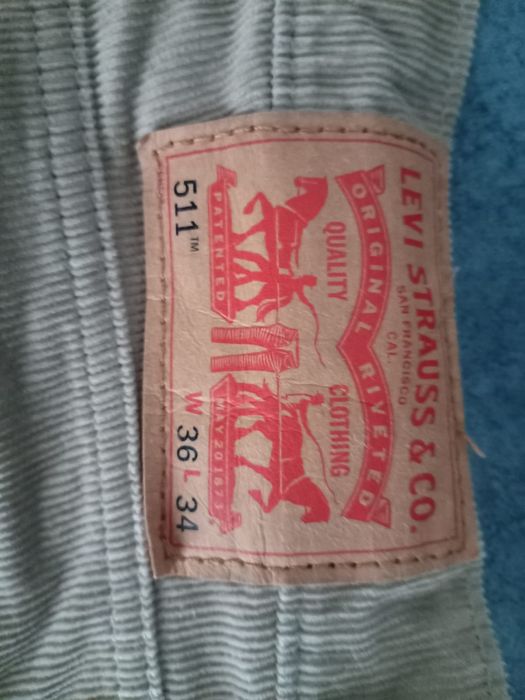 LEVI STRAUSS & CO.
SAN FRANCISCO
CAL.
ORIGINAL RIVETED
QUALITY CLOTHING
PATENTED MAY 20 1873
511™ W 36 L 34